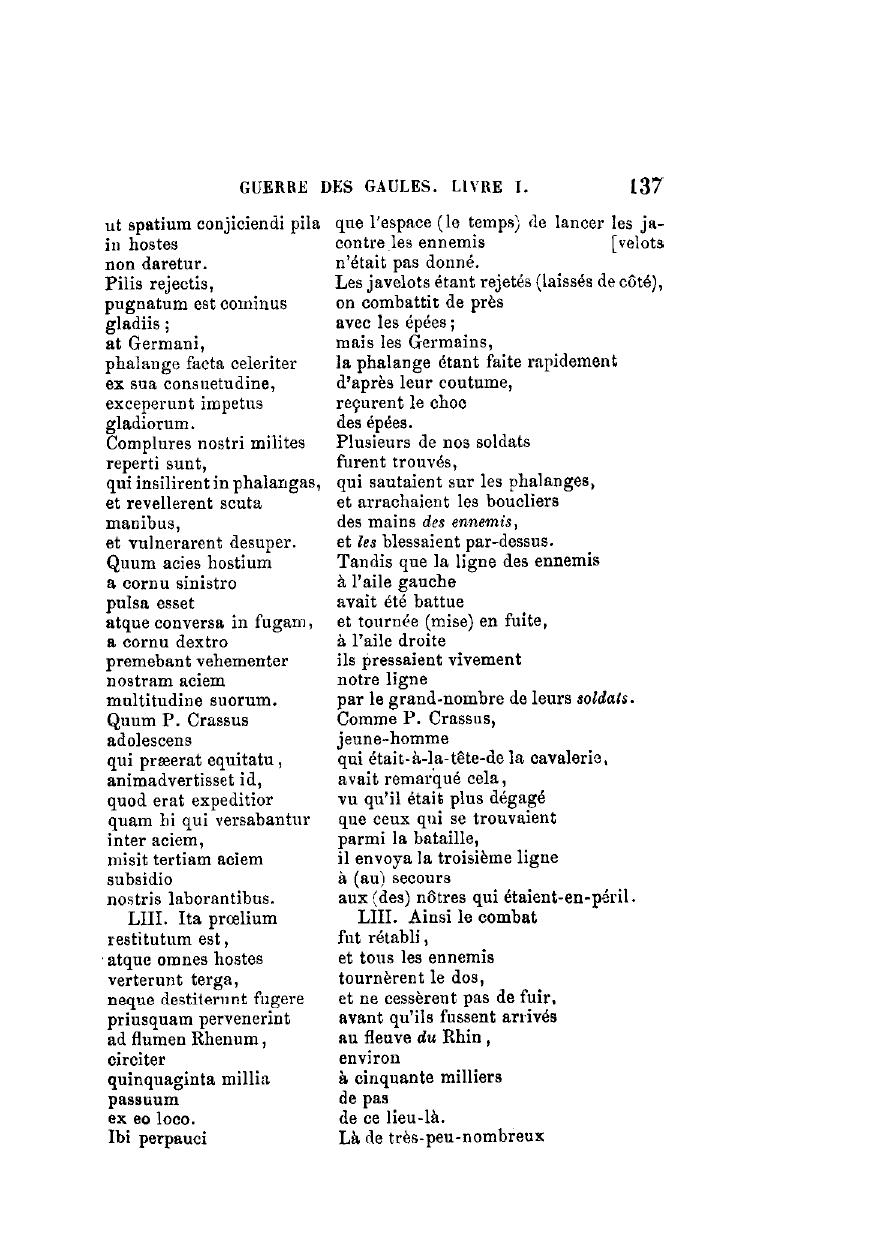 GUERRE DES GAULES. LIVRE I. 137
ut spatium conjiciendi pila que l'espace (le temps) de lancer les ja-
in hostes contre les ennemis [velots
non daretur. n'était pas donné.
Pilis rejectis, Les javelots étant rejetés (laissés de côté),
pugnatum est cominus on combattit de près
gladiis ; avec les épées ;
at Germani, mais les Germains,
phalange facta celeriter la phalange étant faite rapidement
ex sua consuetudine, d'après leur coutume,
exceperunt impetus reçurent le choc
gladiorum. des épées.
Complures nostri milites Plusieurs de nos soldats
reperti sunt, furent trouvés,
qui insilirent in phalangas, qui sautaient sur les phalanges,
et revellerent scuta et arrachaient les boucliers
manibus, des mains des ennemis,
et vulnerarent desuper. et les blessaient par-dessus.
Quum acies hostium Tandis que la ligne des ennemis
a cornu sinistro à l'aile gauche
pulsa esset avait été battue
atque conversa in fugam, et tournée (mise) en fuite,
a cornu dextro à l'aile droite
premebant vehementer ils pressaient vivement
nostram aciem notre ligne
multitudine suorum. par le grand-nombre de leurs soldats.
Quum P. Crassus Comme P. Crassus,
adolescens jeune-homme
qui præerat equitatu, qui était-à-la-tête-de la cavalerie,
animadvertisset id, avait remarqué cela,
quod erat expeditior vu qu'il était plus dégagé
quam hi qui versabantur que ceux qui se trouvaient
inter aciem, parmi la bataille,
misit tertiam aciem il envoya la troisième ligne
subsidio à (au) secours
nostris laborantibus. aux (des) nôtres qui étaient-en-péril.
LIII. Ita prœlium LIII. Ainsi le combat
restitutum est, fut rétabli,
atque omnes hostes et tous les ennemis
verterunt terga, tournèrent le dos,
neque destiterunt fugere et ne cessèrent pas de fuir,
priusquam pervenerint avant qu'ils fussent arrivés
ad flumen Rhenum, au fleuve du Rhin,
circiter environ
quinquaginta millia à cinquante milliers
passuum de pas
ex eo loco. de ce lieu-là.
Ibi perpauci Là de très-peu-nombreux